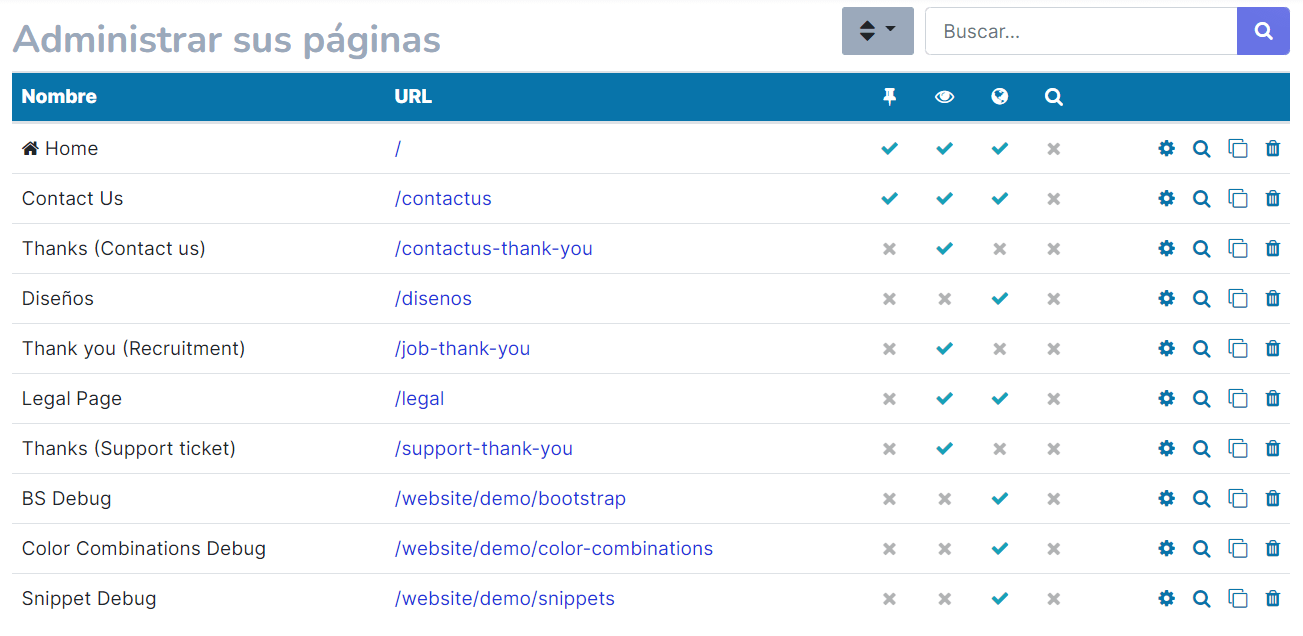 Administrar sus páginas
Buscar...
Nombre URL
Home /
Contact Us /contactus
Thanks (Contact us) /contactus-thank-you
Diseños /disenos
Thank you (Recruitment) /job-thank-you
Legal Page /legal
Thanks (Support ticket) /support-thank-you
BS Debug /website/demo/bootstrap
Color Combinations Debug /website/demo/color-combinations
Snippet Debug /website/demo/snippets